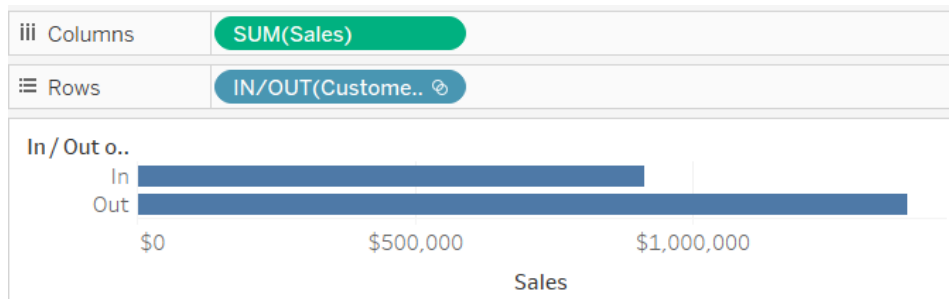 Columns
SUM(Sales)
Rows
IN/OUT(Custome..
In / Out o..
In
Out
$0 $500,000 $1,000,000
Sales